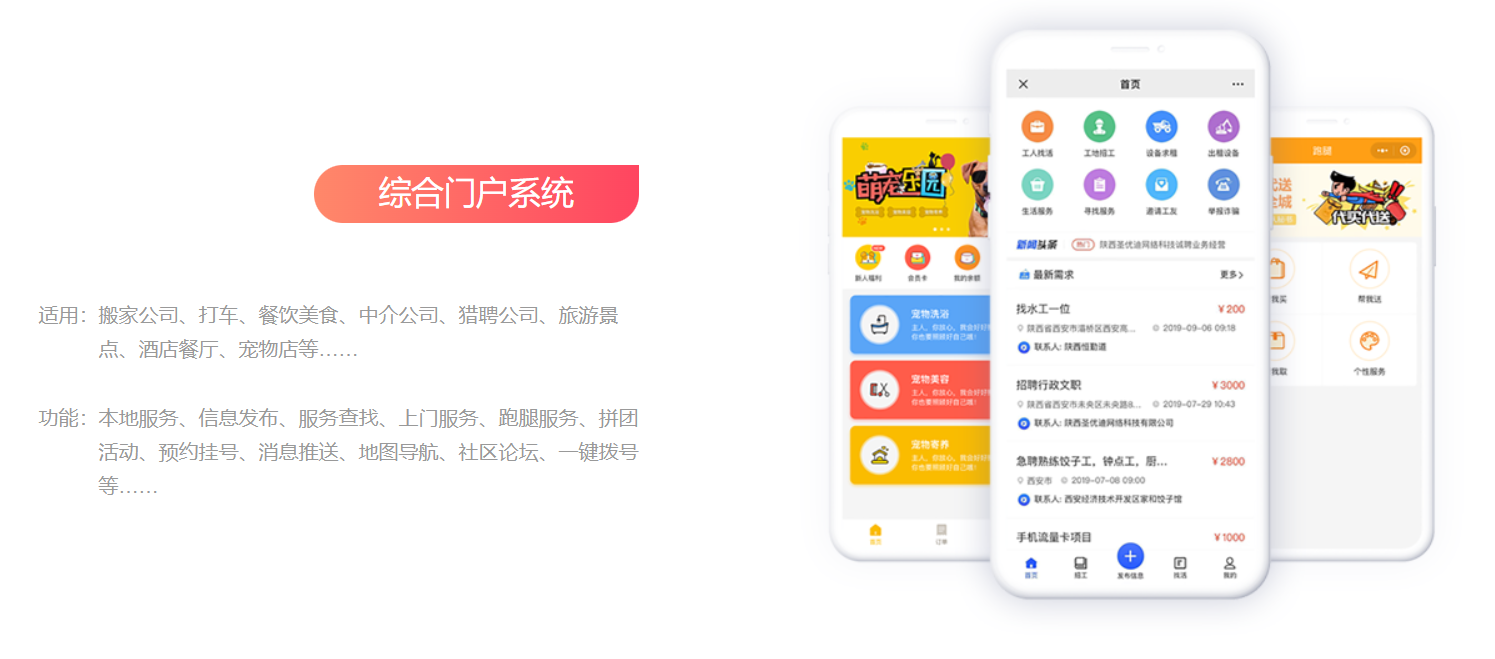 综合门户系统
适用：搬家公司、打车、餐饮美食、中介公司、猎聘公司、旅游景
点、酒店餐厅、宠物店等……
功能：本地服务、信息发布、服务查找、上门服务、跑腿服务、拼团
活动、预约挂号、消息推送、地图导航、社区论坛、一键拨号
等……
萌宠乐园
新人福利 会员卡 我的余额
宠物洗浴
主人，你放心，我会好好
你也要照顾好自己哦！
宠物美容
主人，你放心，我会好好
你也要照顾好自己哦！
宠物寄养
主人，你放心，我会好好
你也要照顾好自己哦！
首页 订单
首页
工人找活 工地招工 设备求租 出租设备
生活服务 寻找服务 邀请工友 举报诈骗
新闻头条 热门 陕西圣优迪网络科技诚聘业务经营
最新需求 更多
找水工一位 ¥200
陕西省西安市灞桥区西安高... 2019-09-06 09:18
联系人: 陕西恒勤道
招聘行政文职 ¥3000
陕西省西安市未央区未央路8... 2019-07-29 10:43
联系人: 陕西圣优迪网络科技有限公司
急聘熟练饺子工，钟点工，厨... ¥2800
西安市 2019-07-08 09:00
联系人: 西安经济技术开发区家和饺子馆
手机流量卡项目 ¥1000
首页 招工 发布信息 找活 我的
跑腿
代送
全城
代买代送
我买 帮我送
我取 个性服务